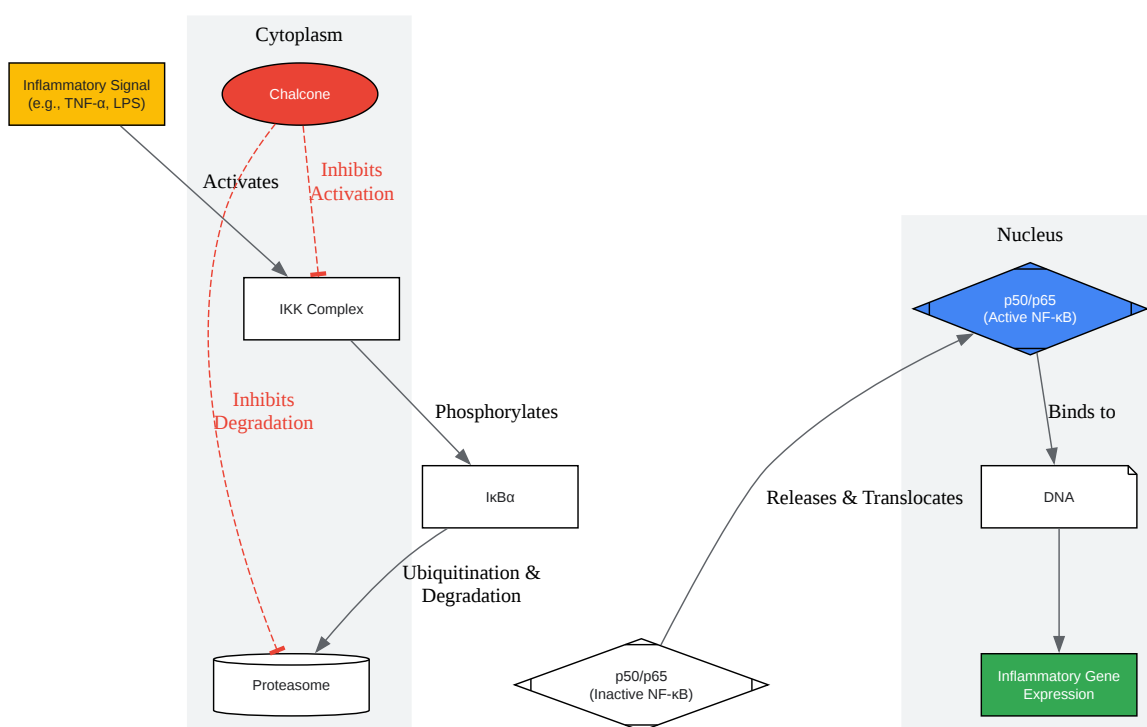 Cytoplasm
Inflammatory Signal
(e.g., TNF-α, LPS)
Chalcone
Activates
Inhibits
Activation
IKK Complex
Inhibits
Degradation
Phosphorylates
IκBα
Ubiquitination &
Degradation
Proteasome
p50/p65
(Inactive NF-κB)
Releases & Translocates
Nucleus
p50/p65
(Active NF-κB)
Binds to
DNA
Inflammatory Gene
Expression